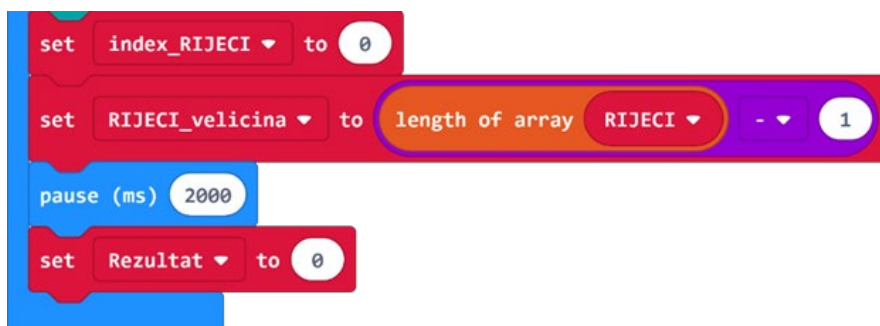 set index_RIJECI to 0
set RIJECI_velicina to length of array RIJECI - 1
pause (ms) 2000
set Rezultat to 0